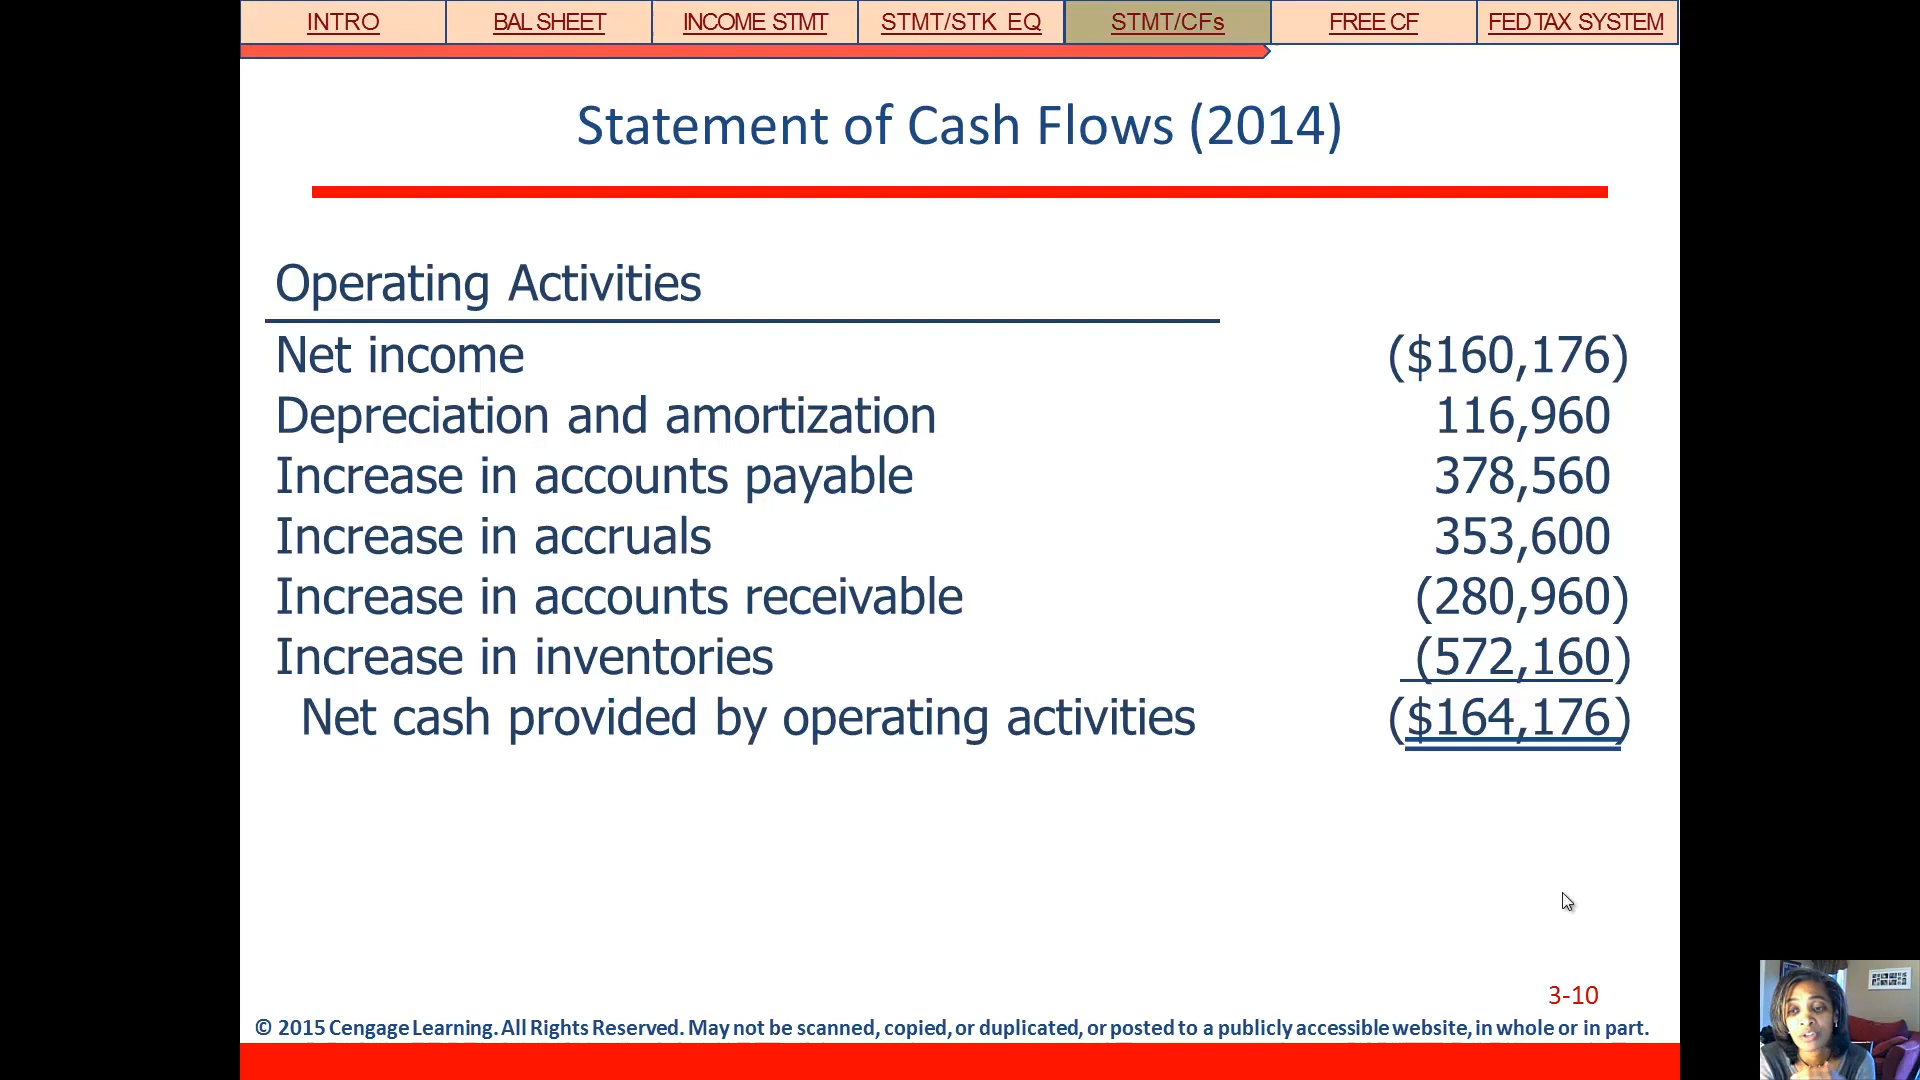 INTRO BAL SHEET INCOME STMT STMT/STK EQ STMT/CFs FREE CF FED TAX SYSTEM
Statement of Cash Flows (2014)
Operating Activities
Net income ($160,176)
Depreciation and amortization 116,960
Increase in accounts payable 378,560
Increase in accruals 353,600
Increase in accounts receivable (280,960)
Increase in inventories (572,160)
Net cash provided by operating activities ($164,176)
3-10
© 2015 Cengage Learning. All Rights Reserved. May not be scanned, copied, or duplicated, or posted to a publicly accessible website, in whole or in part.